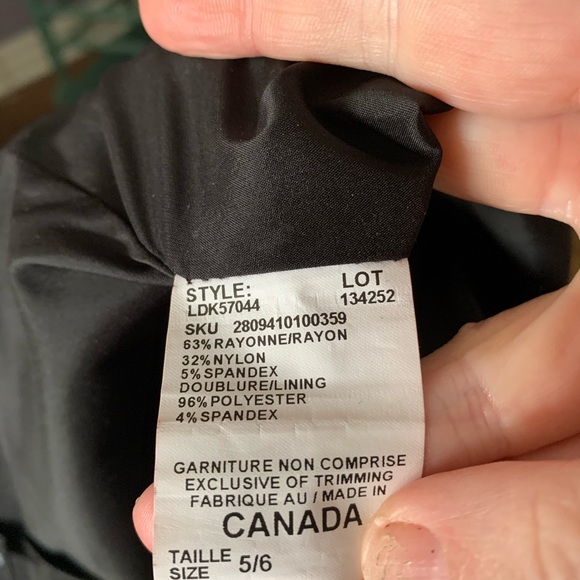 STYLE: LOT
LDK57044 134252
SKU 2809410100359
63% RAYONNE/RAYON
32% NYLON
5% SPANDEX
DOUBLURE/LINING
96% POLYESTER
4% SPANDEX
GARNITURE NON COMPRISE
EXCLUSIVE OF TRIMMING
FABRIQUE AU / MADE IN
CANADA
TAILLE
SIZE 5/6